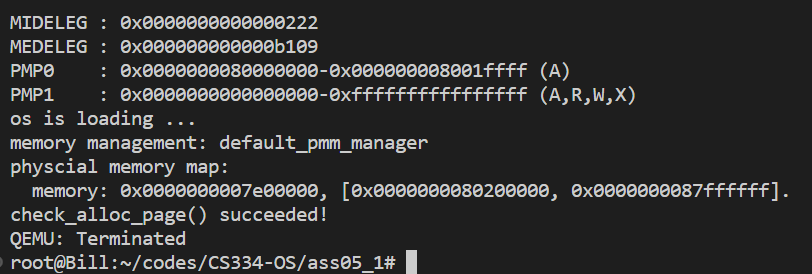 MIDELEG : 0x0000000000000222
MEDELEG : 0x000000000000b109
PMP0    : 0x0000000080000000-0x000000008001ffff (A)
PMP1    : 0x0000000000000000-0xffffffffffffffff (A,R,W,X)
os is loading ...
memory management: default_pmm_manager
physcial memory map:
  memory: 0x0000000007e00000, [0x0000000080200000, 0x0000000087ffffff].
check_alloc_page() succeeded!
QEMU: Terminated
root@Bill:~/codes/CS334-OS/ass05_1#